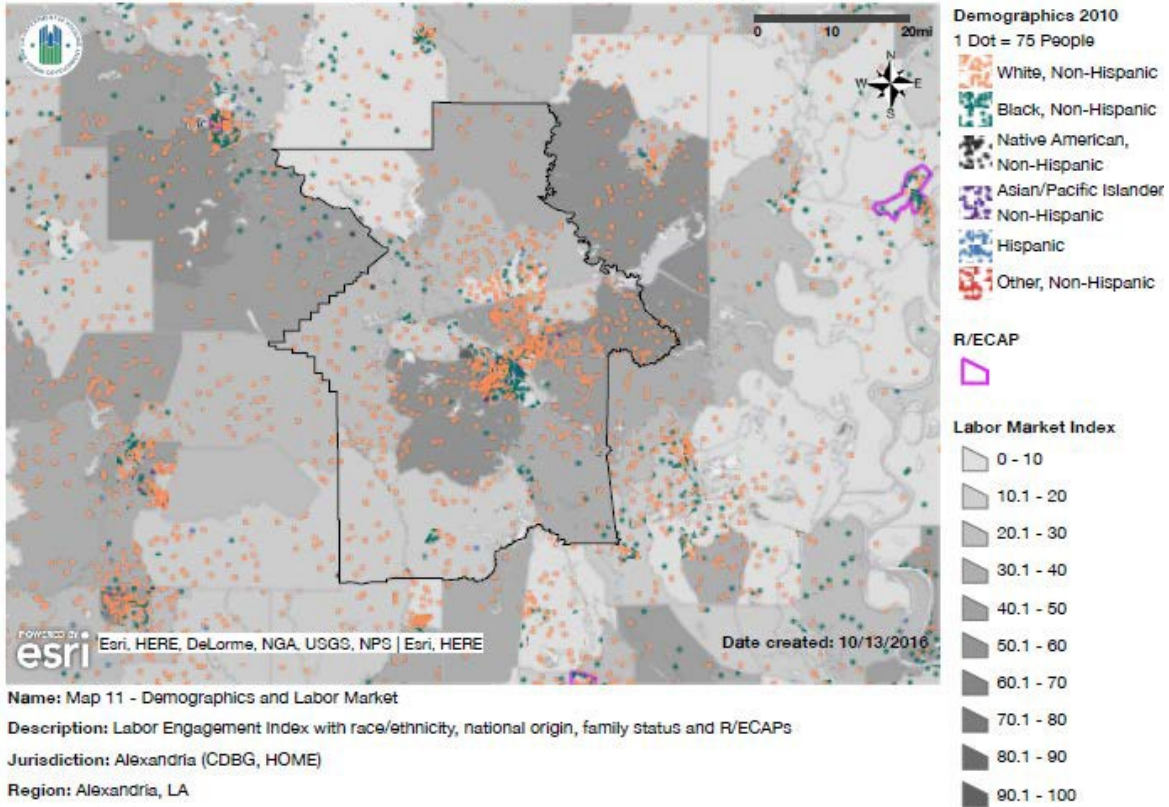 0 10 20mi
N
W E
S
POWERED BY
esri
Esri, HERE, DeLorme, NGA, USGS, NPS | Esri, HERE
Date created: 10/13/2016
Demographics 2010
1 Dot = 75 People
White, Non-Hispanic
Black, Non-Hispanic
Native American,
Non-Hispanic
Asian/Pacific Islander
Non-Hispanic
Hispanic
Other, Non-Hispanic
R/ECAP
Labor Market Index
0 - 10
10.1 - 20
20.1 - 30
30.1 - 40
40.1 - 50
50.1 - 60
60.1 - 70
70.1 - 80
80.1 - 90
90.1 - 100
Name: Map 11 - Demographics and Labor Market
Description: Labor Engagement Index with race/ethnicity, national origin, family status and R/ECAPs
Jurisdiction: Alexandria (CDBG, HOME)
Region: Alexandria, LA